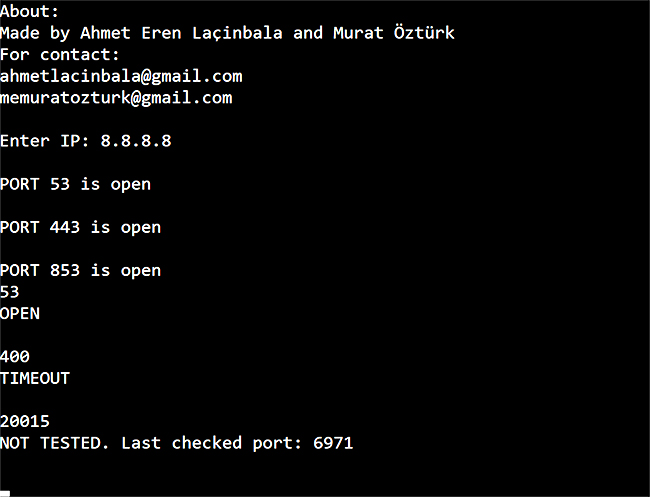 About:
Made by Ahmet Eren Laçinbala and Murat Öztürk
For contact:
ahmetlacinbala@gmail.com
memuratozturk@gmail.com
Enter IP: 8.8.8.8
PORT 53 is open
PORT 443 is open
PORT 853 is open
53
OPEN
400
TIMEOUT
20015
NOT TESTED. Last checked port: 6971